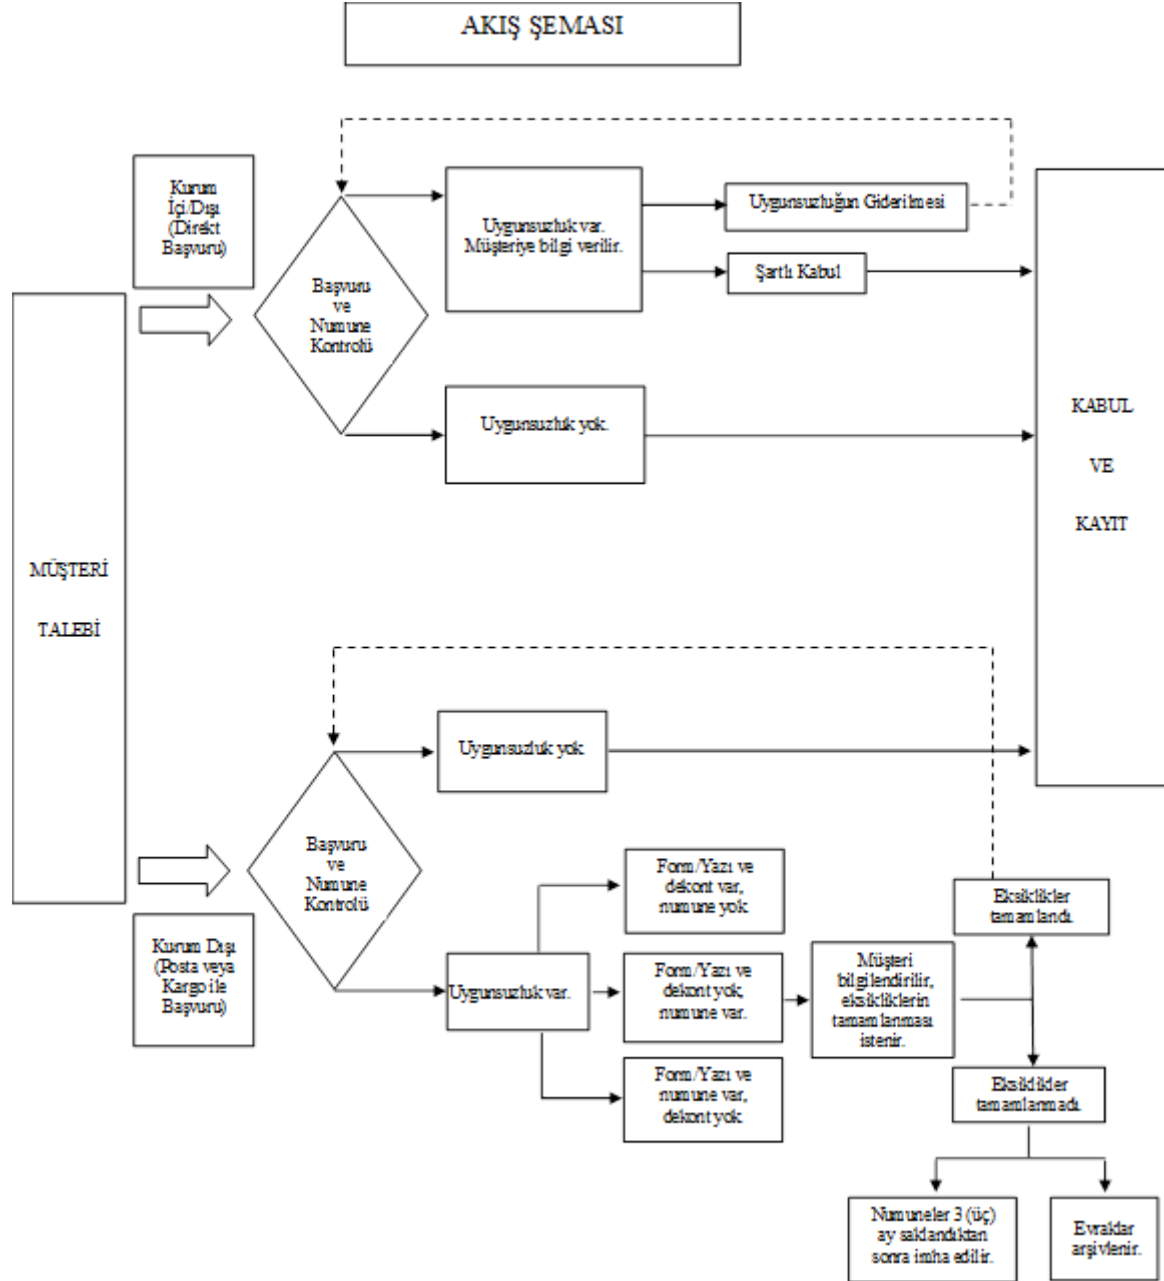 AKIŞ ŞEMASI
Kurum
İçi/Dışı
(Direkt
Başvuru)
Uygunsuzluk var.
Müşteriye bilgi verilir.
Uygunsuzluğun Giderilmesi
Şartlı Kabul
Başvuru
ve
Numune
Kontrolü
Uygunsuzluk yok.
KABUL
VE
KAYIT
MÜŞTERİ
TALEBİ
Uygunsuzluk yok
Başvuru
ve
Numune
Kontrolü
Kurum Dışı
(Posta veya
Kargo ile
Başvuru)
Uygunsuzluk var.
Form/Yazı ve
dekont var,
numune yok.
Form/Yazı ve
dekont yok,
numune var.
Form/Yazı ve
numune var,
dekont yok
Müşteri
bilgilendirilir,
eksikliklerin
tamamlanması
istenir.
Eksiklikler
tamamlandı.
Eksiklikler
tamamlanmadı.
Numuneler 3 (üç)
ay saklandıktan
sonra imha edilir.
Evraklar
arşivlenir.